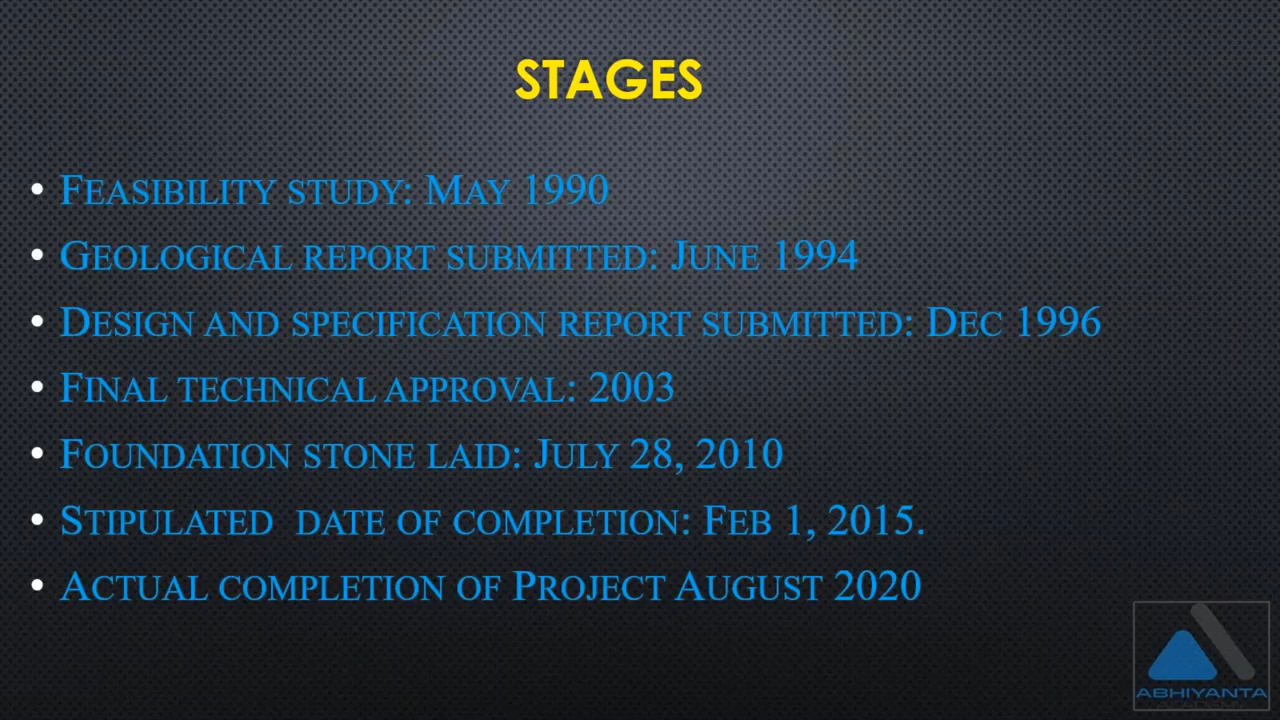 STAGES
• FEASIBILITY STUDY: MAY 1990
• GEOLOGICAL REPORT SUBMITTED: JUNE 1994
• DESIGN AND SPECIFICATION REPORT SUBMITTED: DEC 1996
• FINAL TECHNICAL APPROVAL: 2003
• FOUNDATION STONE LAID: JULY 28, 2010
• STIPULATED DATE OF COMPLETION: FEB 1, 2015.
• ACTUAL COMPLETION OF PROJECT AUGUST 2020
ABHIYANTA
ACADEMY